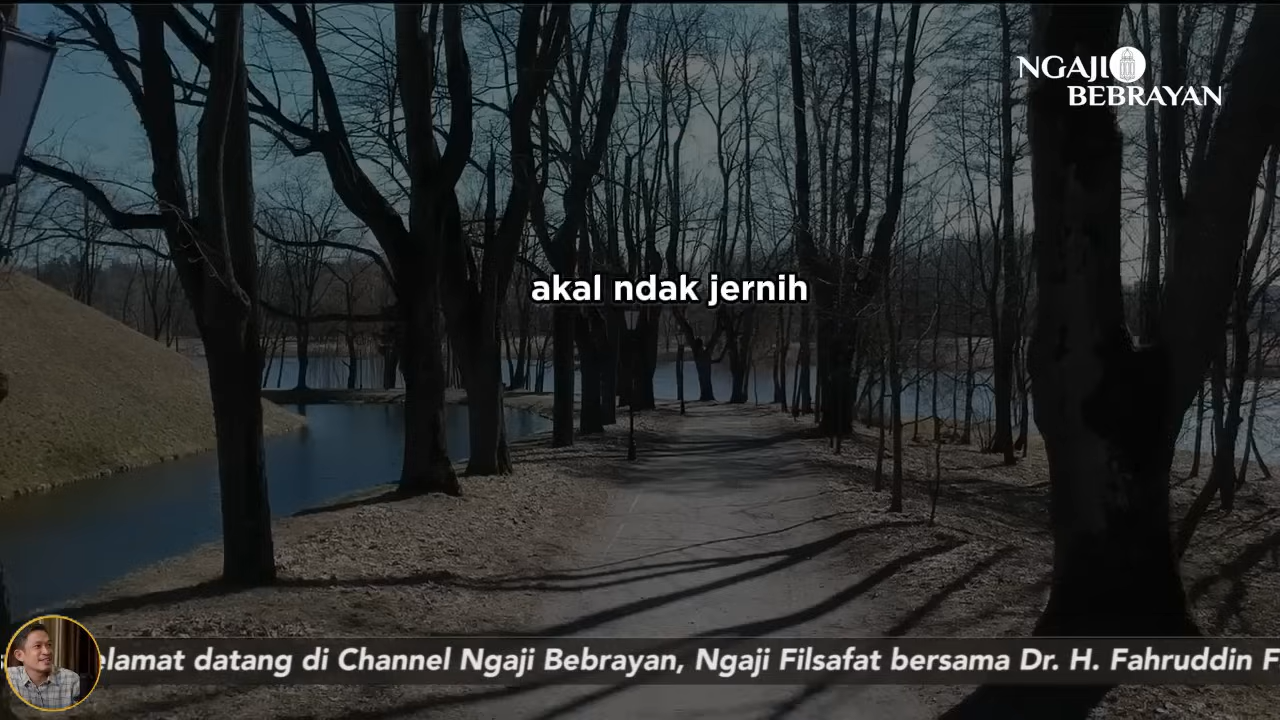 NGAJI
BEBRAYAN
akal ndak jernih
elamat datang di Channel Ngaji Bebrayan, Ngaji Filsafat bersama Dr. H. Fahruddin F